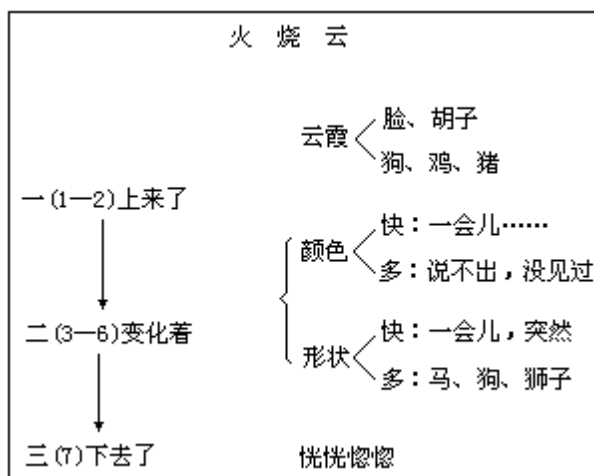 火烧云
云霞
脸、胡子
狗、鸡、猪
一(1—2)上来了
颜色
快:一会儿……
多:说不出,没见过
二(3—6)变化着
形状
快:一会儿,突然
多:马、狗、狮子
三(7)下去了
恍恍惚惚